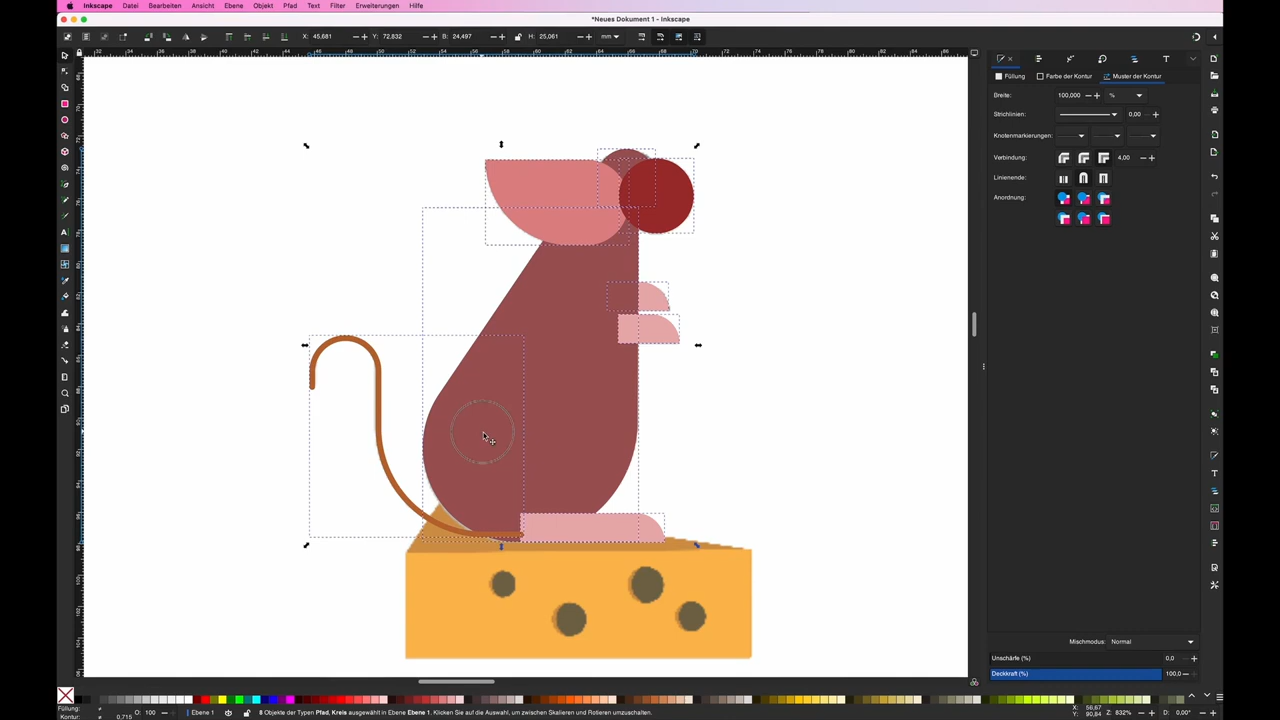 Inkscape Datei Bearbeiten Ansicht Ebene Objekt Pfad Text Filter Erweiterungen Hilfe
*Neues Dokument 1 - Inkscape
X: 45,681 Y: 72,832 B: 24,497 H: 25,061 mm
Füllung Farbe der Kontur Muster der Kontur
Breite: 100,000 %
Strichlinien: 0,00
Knotenmarkierungen:
Verbindung: 4,00
Linienende:
Anordnung:
Mischmodus: Normal
Unschärfe (%) 0,0
Deckkraft (%) 100,0
Füllung:
Kontur: 0,715 O: 100 Ebene 1 8 Objekte der Typen Pfad, Kreis ausgewählt in Ebene Ebene 1. Klicken Sie auf die Auswahl, um zwischen Skalieren und Rotieren umzuschalten.
X: 56,67
Y: 90,84 Z: 832% D: 0,00°